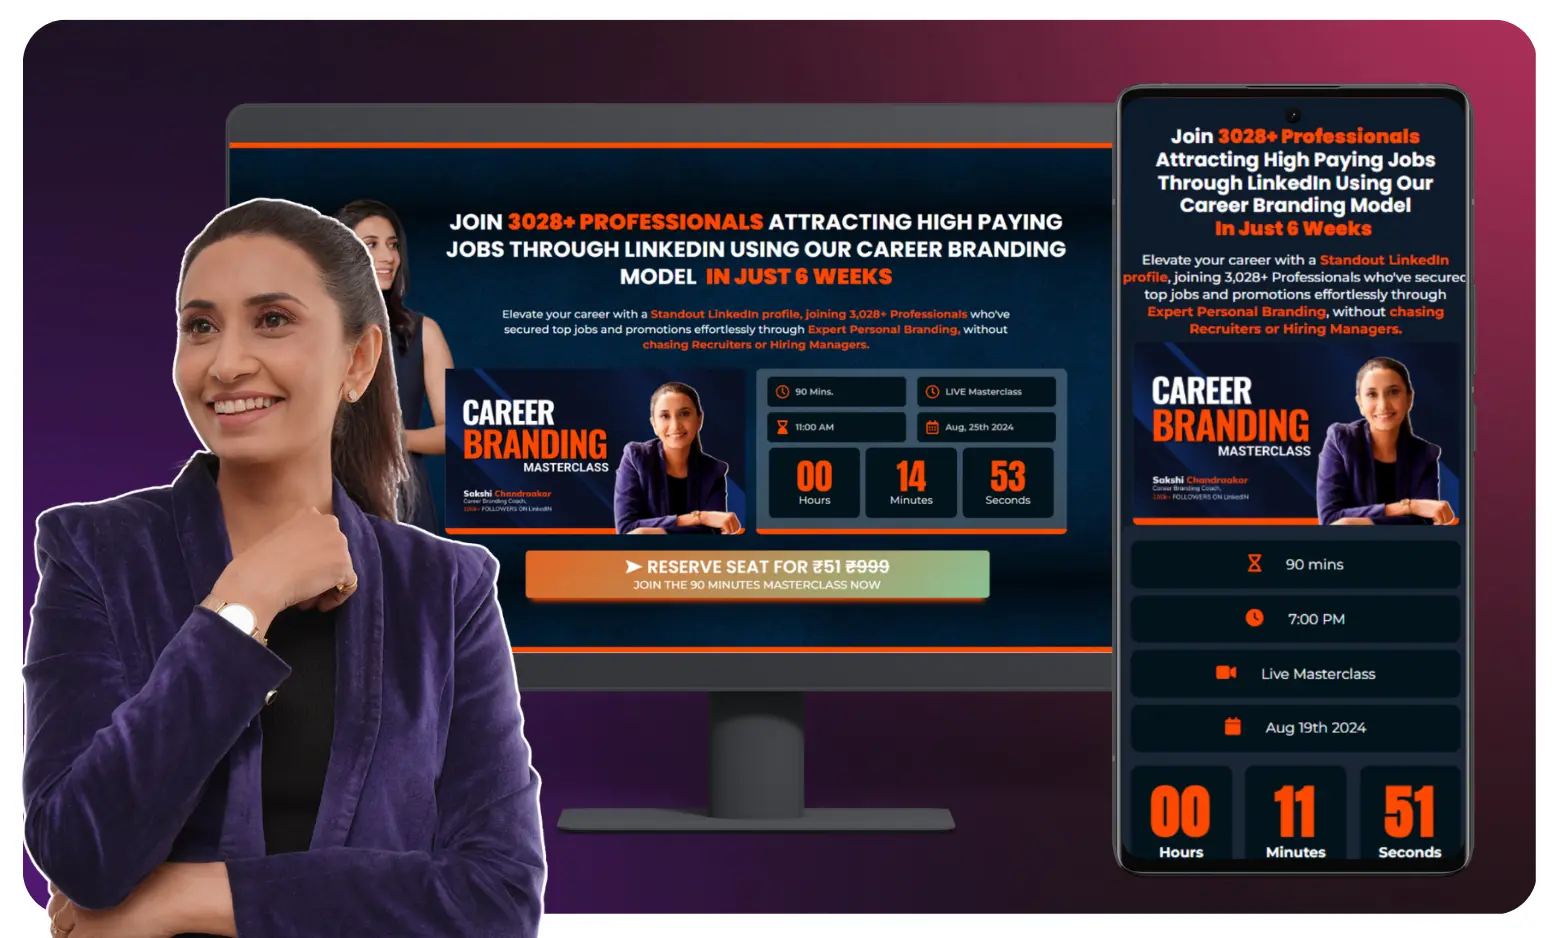 JOIN 3028+ PROFESSIONALS ATTRACTING HIGH PAYING
JOBS THROUGH LINKEDIN USING OUR CAREER BRANDING
MODEL IN JUST 6 WEEKS
Elevate your career with a Standout LinkedIn profile, joining 3,028+ Professionals who've
secured top jobs and promotions effortlessly through Expert Personal Branding, without
chasing Recruiters or Hiring Managers.
CAREER
BRANDING
MASTERCLASS
Sakshi Chandraakar
Career Branding Coach,
100k+ FOLLOWERS ON LinkedIN
90 Mins.
LIVE Masterclass
11:00 AM
Aug, 25th 2024
00
Hours
14
Minutes
53
Seconds
RESERVE SEAT FOR ₹51 ₹999
JOIN THE 90 MINUTES MASTERCLASS NOW
Join 3028+ Professionals
Attracting High Paying Jobs
Through LinkedIn Using Our
Career Branding Model
In Just 6 Weeks
Elevate your career with a Standout LinkedIn
profile, joining 3,028+ Professionals who've secured
top jobs and promotions effortlessly through
Expert Personal Branding, without chasing
Recruiters or Hiring Managers.
CAREER
BRANDING
MASTERCLASS
Sakshi Chandraakar
Career Branding Coach,
100k+ FOLLOWERS ON LinkedIN
90 mins
7:00 PM
Live Masterclass
Aug 19th 2024
00
Hours
11
Minutes
51
Seconds